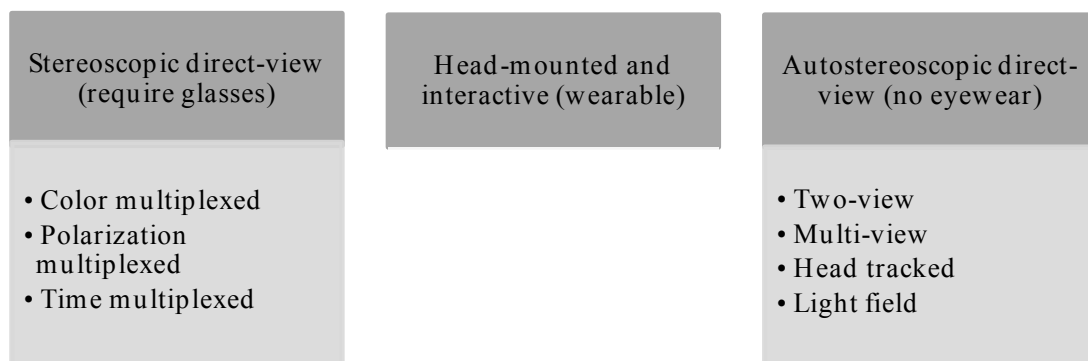 Stereoscopic direct-view
(require glasses)
• Color multiplexed
• Polarization
multiplexed
• Time multiplexed
Head-mounted and
interactive (wearable)
Autostereoscopic direct-
view (no eyewear)
• Two-view
• Multi-view
• Head tracked
• Light field